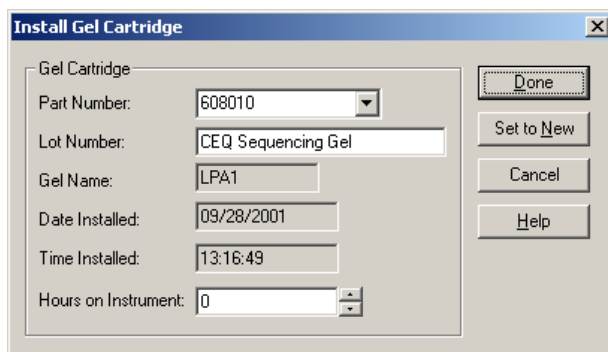 Install Gel Cartridge
Gel Cartridge
Part Number: 608010
Lot Number: CEQ Sequencing Gel
Gel Name: LPA1
Date Installed: 09/28/2001
Time Installed: 13:16:49
Hours on Instrument: 0
Done
Set to New
Cancel
Help